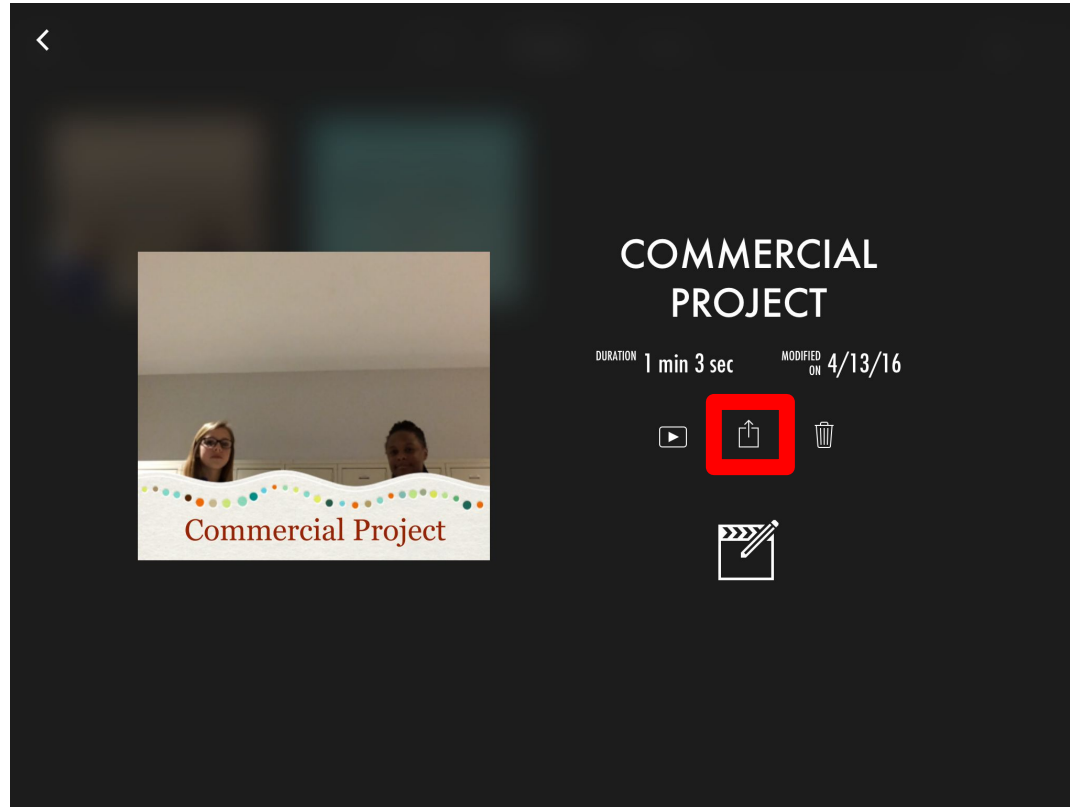 COMMERCIAL
PROJECT
DURATION 1 min 3 sec MODIFIED ON 4/13/16
Commercial Project